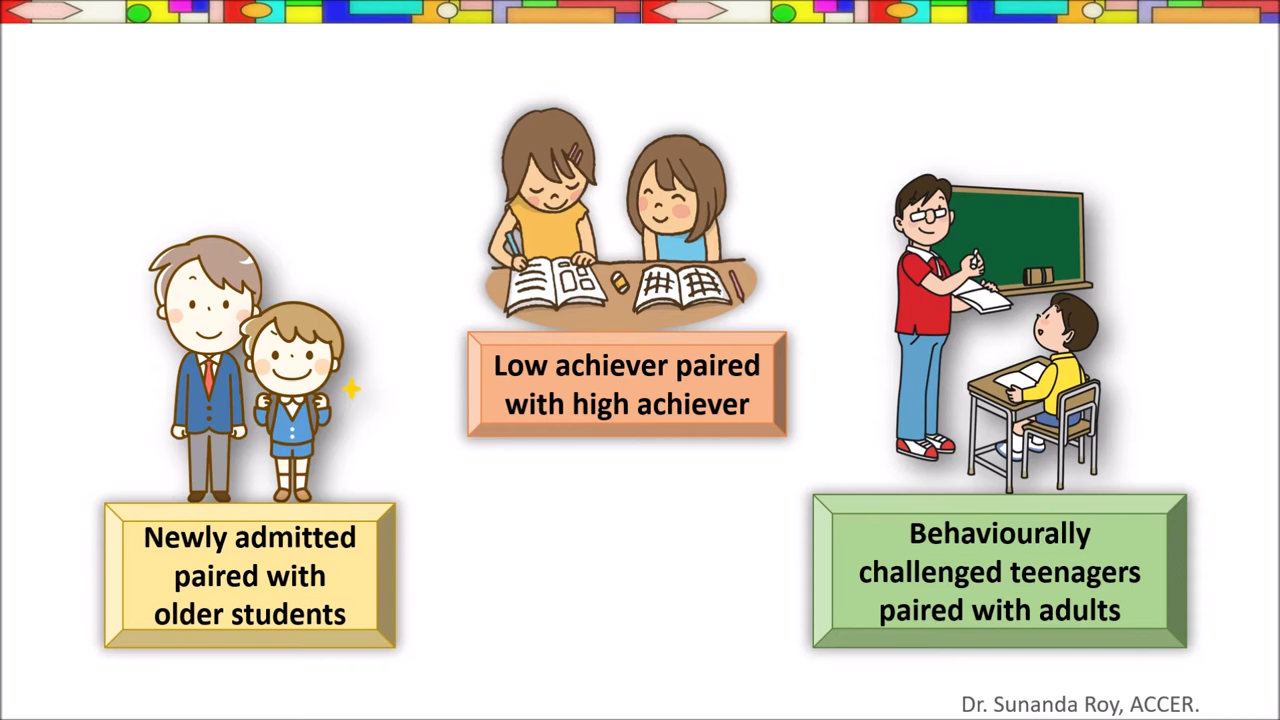 Low achiever paired
with high achiever
Newly admitted
paired with
older students
Behaviourally
challenged teenagers
paired with adults
Dr. Sunanda Roy, ACCER.